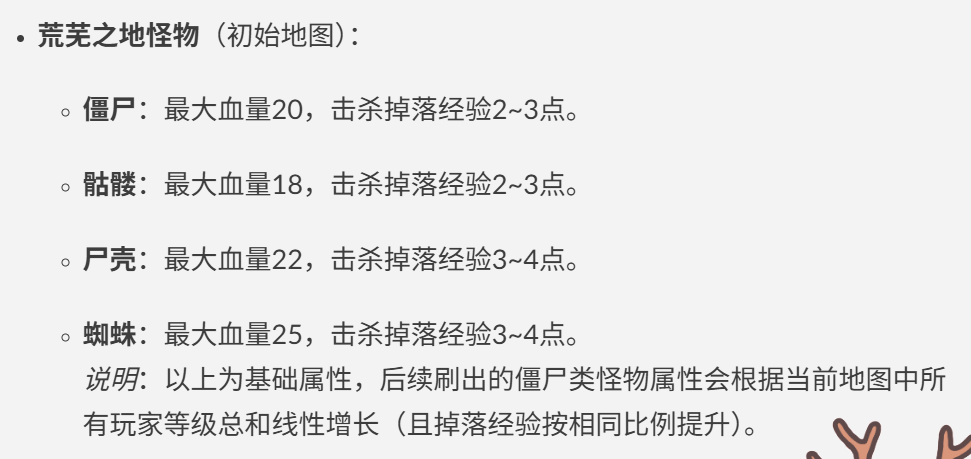 • 荒芜之地怪物（初始地图）：
◦ 僵尸：最大血量20，击杀掉落经验2~3点。
◦ 骷髅：最大血量18，击杀掉落经验2~3点。
◦ 尸壳：最大血量22，击杀掉落经验3~4点。
◦ 蜘蛛：最大血量25，击杀掉落经验3~4点。
说明：以上为基础属性，后续刷出的僵尸类怪物属性会根据当前地图中所
有玩家等级总和线性增长（且掉落经验按相同比例提升）。